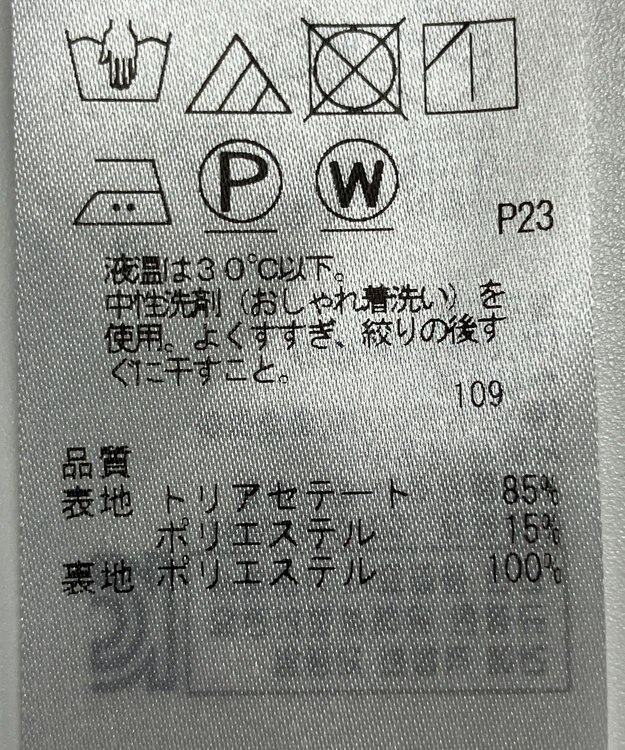 P W
P23
液温は30℃以下。
中性洗剤（おしゃれ着洗い）を
使用。よくすすぎ、絞りの後す
ぐに干すこと。
109
品質
表地 トリアセテート 85%
ポリエステル 15%
裏地 ポリエステル 100%